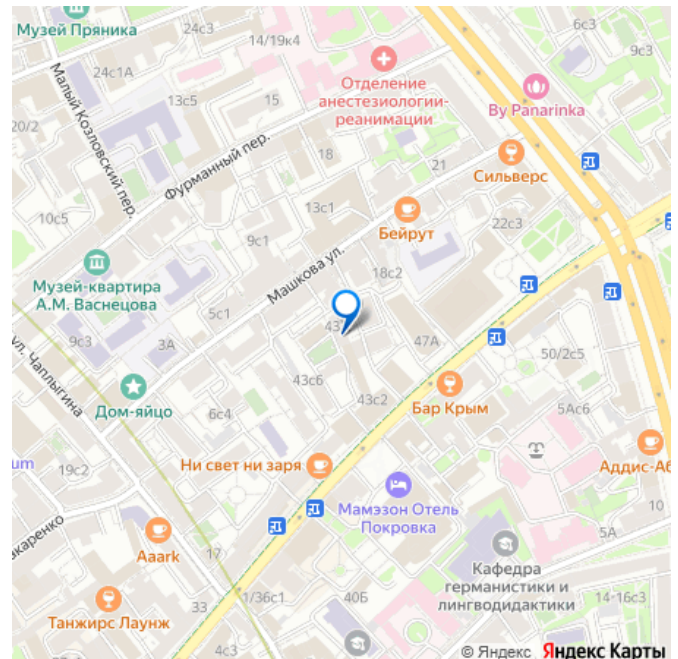 Музей Пряника
24с1А
14/19к4
6с3
9с3
Отделение
анестезиологии-
реанимации
By Panarinka
Малый Козловский пер.
13с5
15
20/2
Фурманный пер.
18
21
Сильверс
13с1
Бейрут
22с3
10с5
9с1
Машкова ул.
18с2
Музей-квартира
А.М. Васнецова
5с1
47А
9с3
3А
50/2с5
ул. Чаплыгина
Дом-яйцо
6с4
43с6
43с2
Бар Крым
5Ас6
Ни свет ни заря
Аддис-Аб
19с2
Мамэзон Отель
Покровка
10
5А
Aaark
17
Кафедра
германистики и
лингводидактики
Танжирс Лаунж
33
1/36с1
40Б
14-16с3
4с3
© Яндекс Яндекс Карты